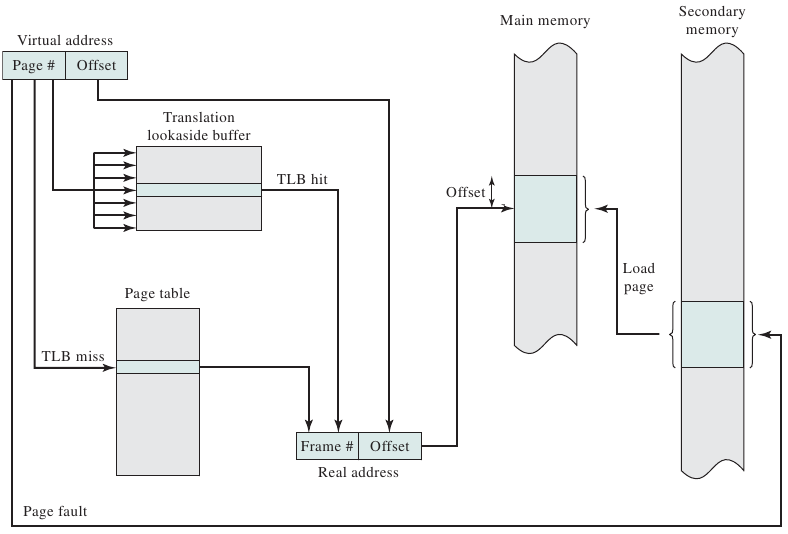 Main memory
Secondary
memory
Virtual address
Page # Offset
Translation
lookaside buffer
TLB hit
Offset
Load
page
Page table
TLB miss
Frame # Offset
Real address
Page fault